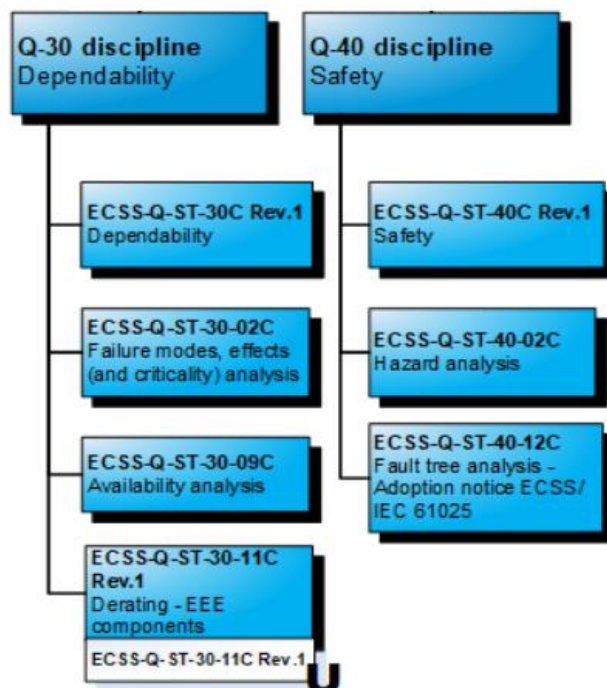 Q-30 discipline
Dependability
Q-40 discipline
Safety
ECSS-Q-ST-30C Rev.1
Dependability
ECSS-Q-ST-40C Rev.1
Safety
ECSS-Q-ST-30-02C
Failure modes, effects
(and criticality) analysis
ECSS-Q-ST-40-02C
Hazard analysis
ECSS-Q-ST-30-09C
Availability analysis
ECSS-Q-ST-40-12C
Fault tree analysis -
Adoption notice ECSS/
IEC 61025
ECSS-Q-ST-30-11C
Rev.1
Derating - EEE
components
ECSS-Q-ST-30-11C Rev.1
U